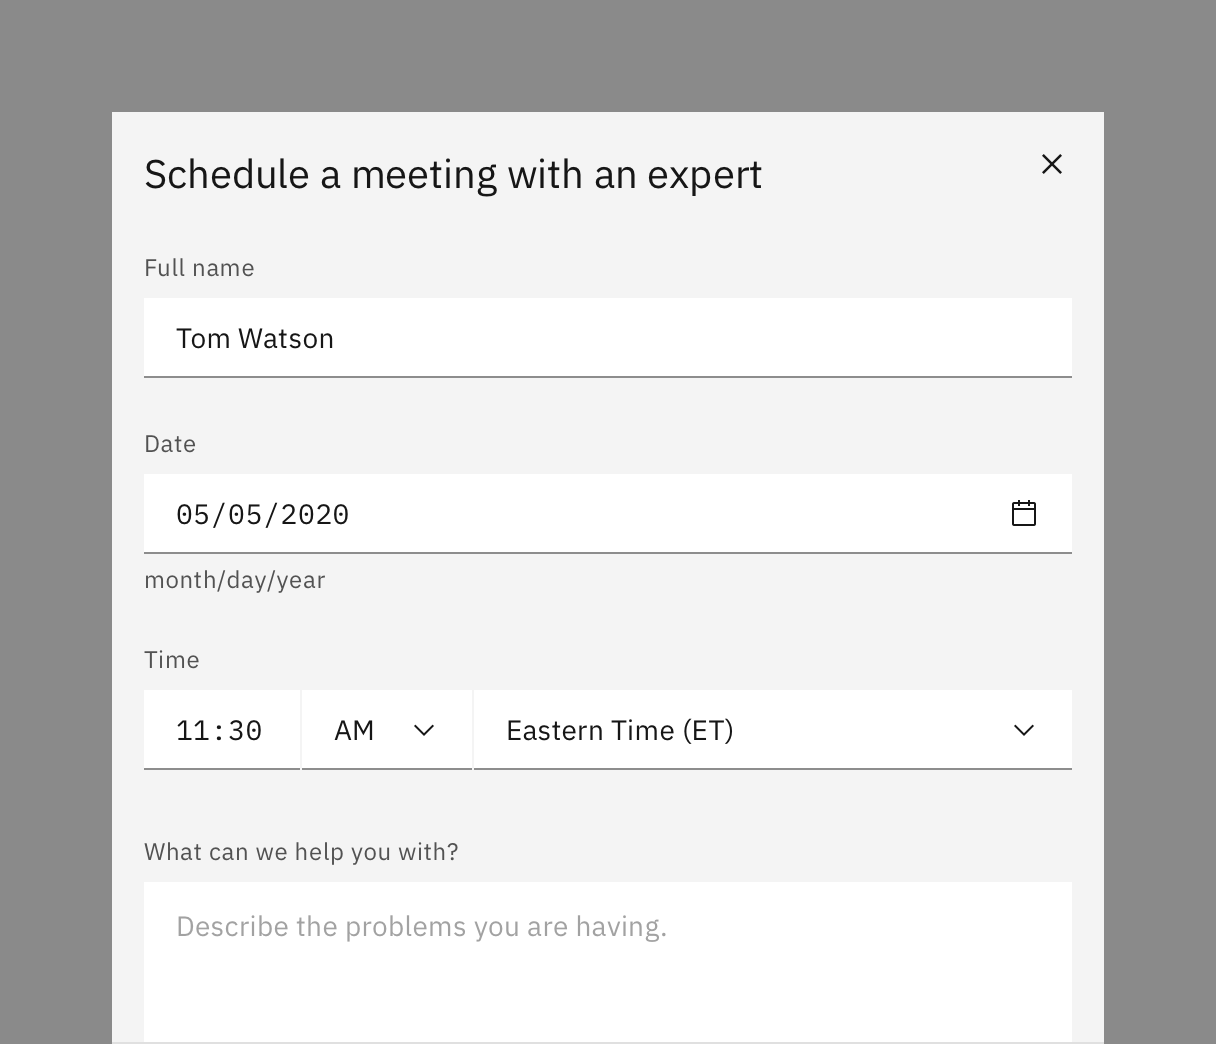 Schedule a meeting with an expert
Full name
Tom Watson
Date
05/05/2020
month/day/year
Time
11:30 AM Eastern Time (ET)
What can we help you with?
Describe the problems you are having.